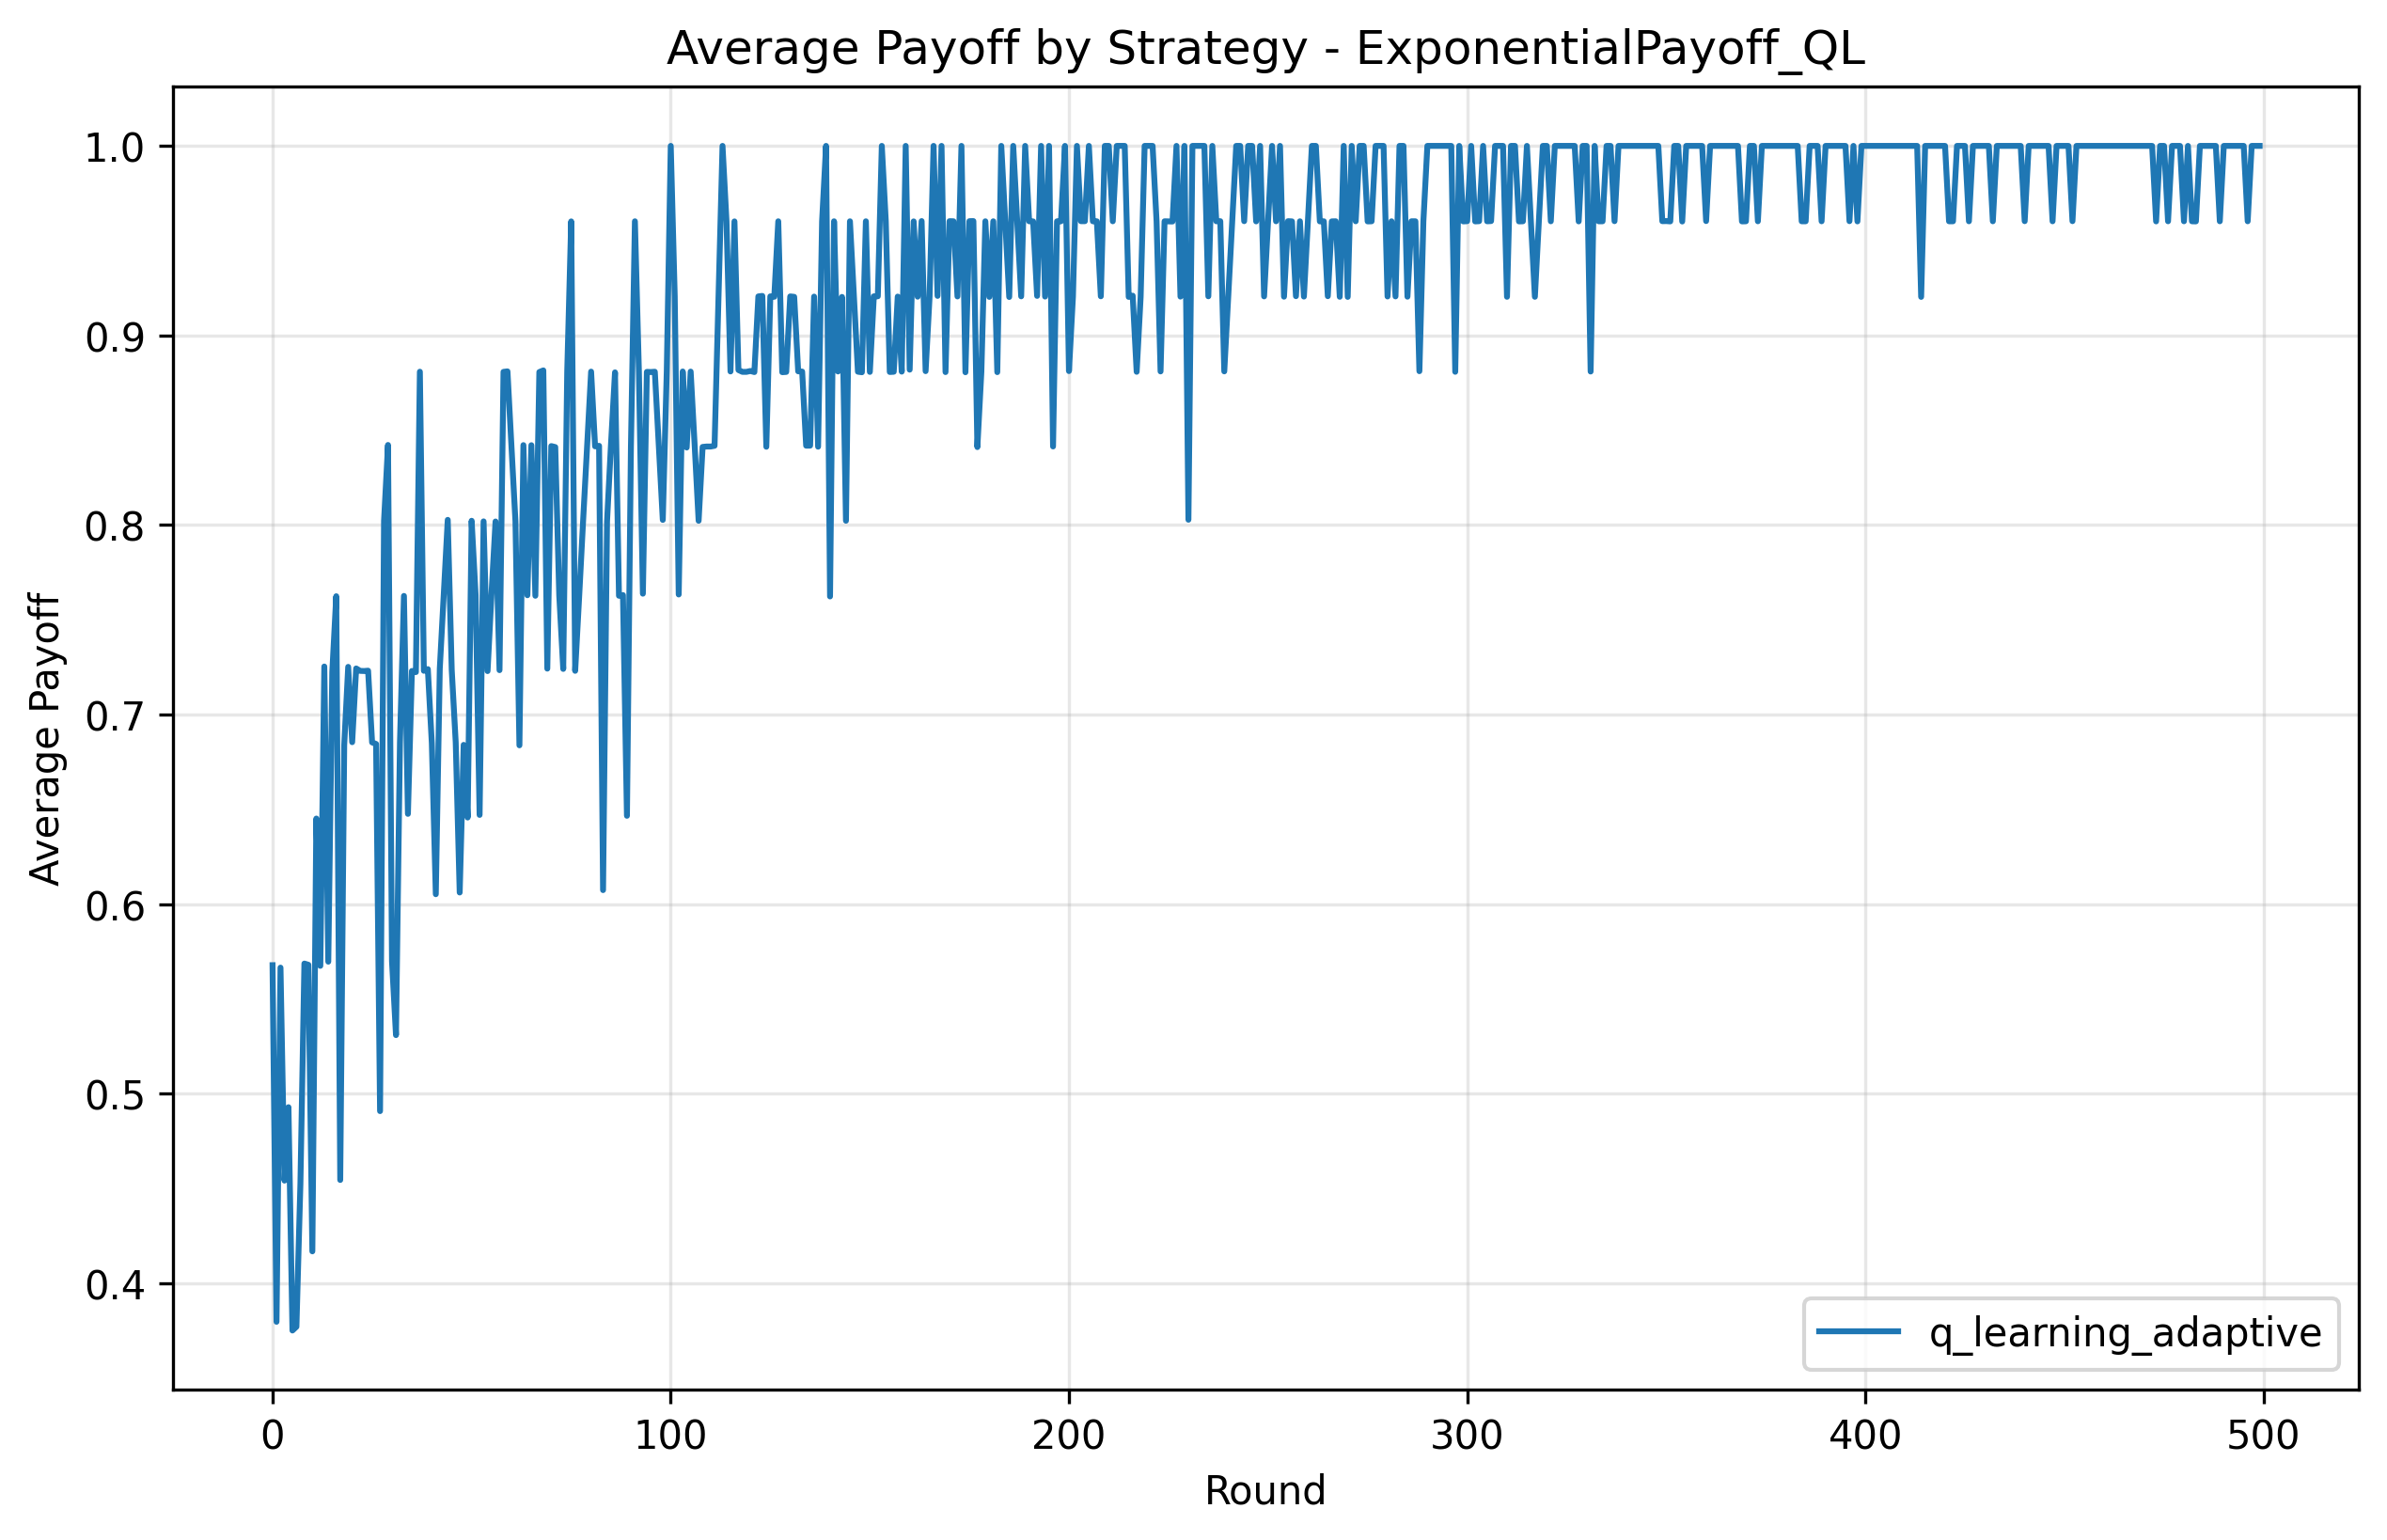 Average Payoff by Strategy - ExponentialPayoff_QL
1.0
0.9
0.8
0.7
0.6
0.5
0.4
Average Payoff
0 100 200 300 400 500
Round
q_learning_adaptive